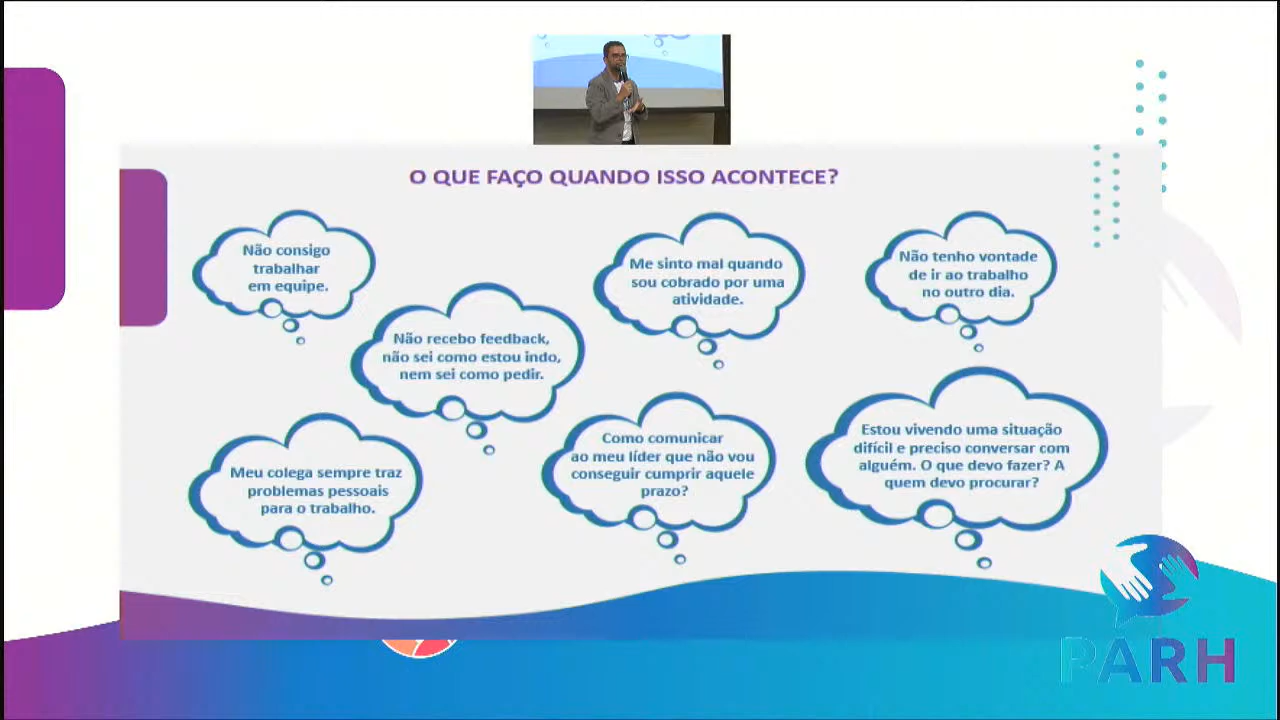 O QUE FAÇO QUANDO ISSO ACONTECE?
Não consigo
trabalhar
em equipe.
Não recebo feedback,
não sei como estou indo,
nem sei como pedir.
Me sinto mal quando
sou cobrado por uma
atividade.
Não tenho vontade
de ir ao trabalho
no outro dia.
Meu colega sempre traz
problemas pessoais
para o trabalho.
Como comunicar
ao meu líder que não vou
conseguir cumprir aquele
prazo?
Estou vivendo uma situação
difícil e preciso conversar com
alguém. O que devo fazer? A
quem devo procurar?
PARH